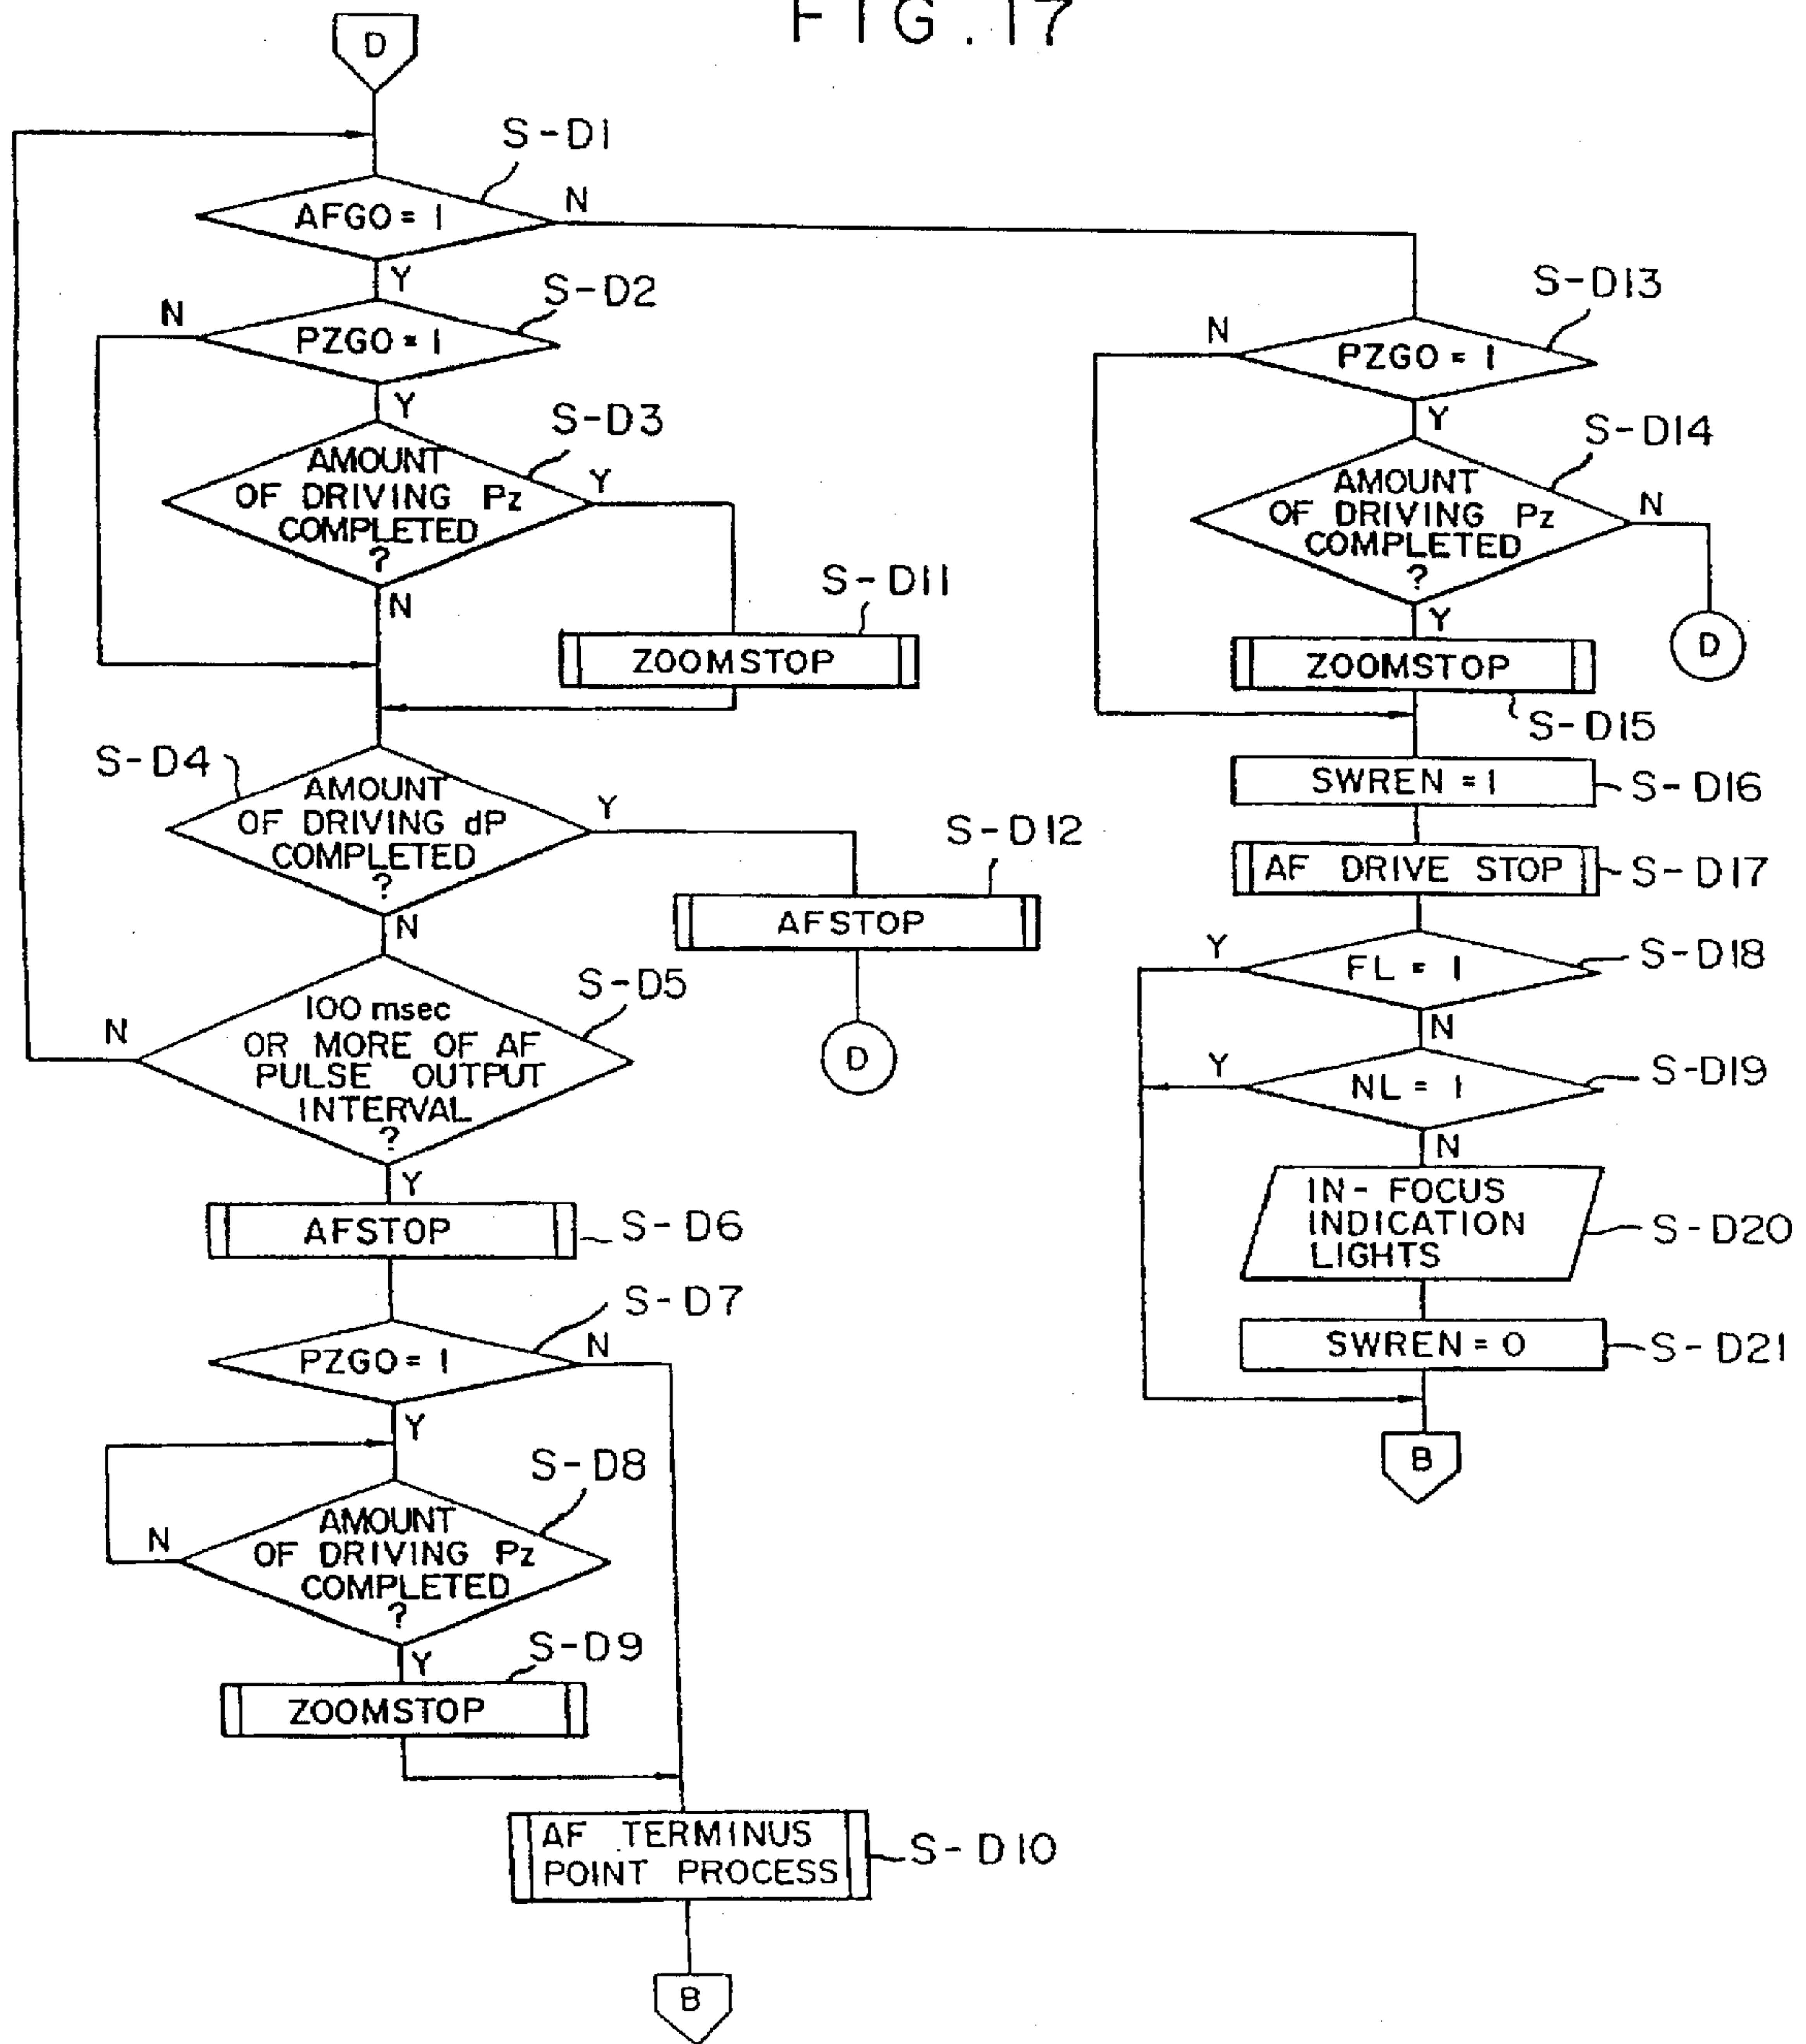 FIG. 17
D
S-D1
AFGO = 1
N
Y
S-D2
N
PZGO = 1
Y
S-D3
AMOUNT
OF DRIVING Pz
COMPLETED
?
Y
N
S-D11
ZOOMSTOP
S-D4
AMOUNT
OF DRIVING dP
COMPLETED
?
Y
N
S-D12
AFSTOP
D
S-D5
100 msec
OR MORE OF AF
PULSE OUTPUT
INTERVAL
?
N
Y
AFSTOP
S-D6
S-D7
PZGO = 1
N
Y
S-D8
AMOUNT
OF DRIVING Pz
COMPLETED
?
N
Y
S-D9
ZOOMSTOP
AF TERMINUS
POINT PROCESS
S-D10
B
S-D13
N
PZGO = 1
Y
S-D14
AMOUNT
OF DRIVING Pz
COMPLETED
?
N
Y
D
ZOOMSTOP
S-D15
SWREN = 1
S-D16
AF DRIVE STOP
S-D17
Y
FL = 1
S-D18
N
Y
NL = 1
S-D19
N
IN-FOCUS
INDICATION
LIGHTS
S-D20
SWREN = 0
S-D21
B